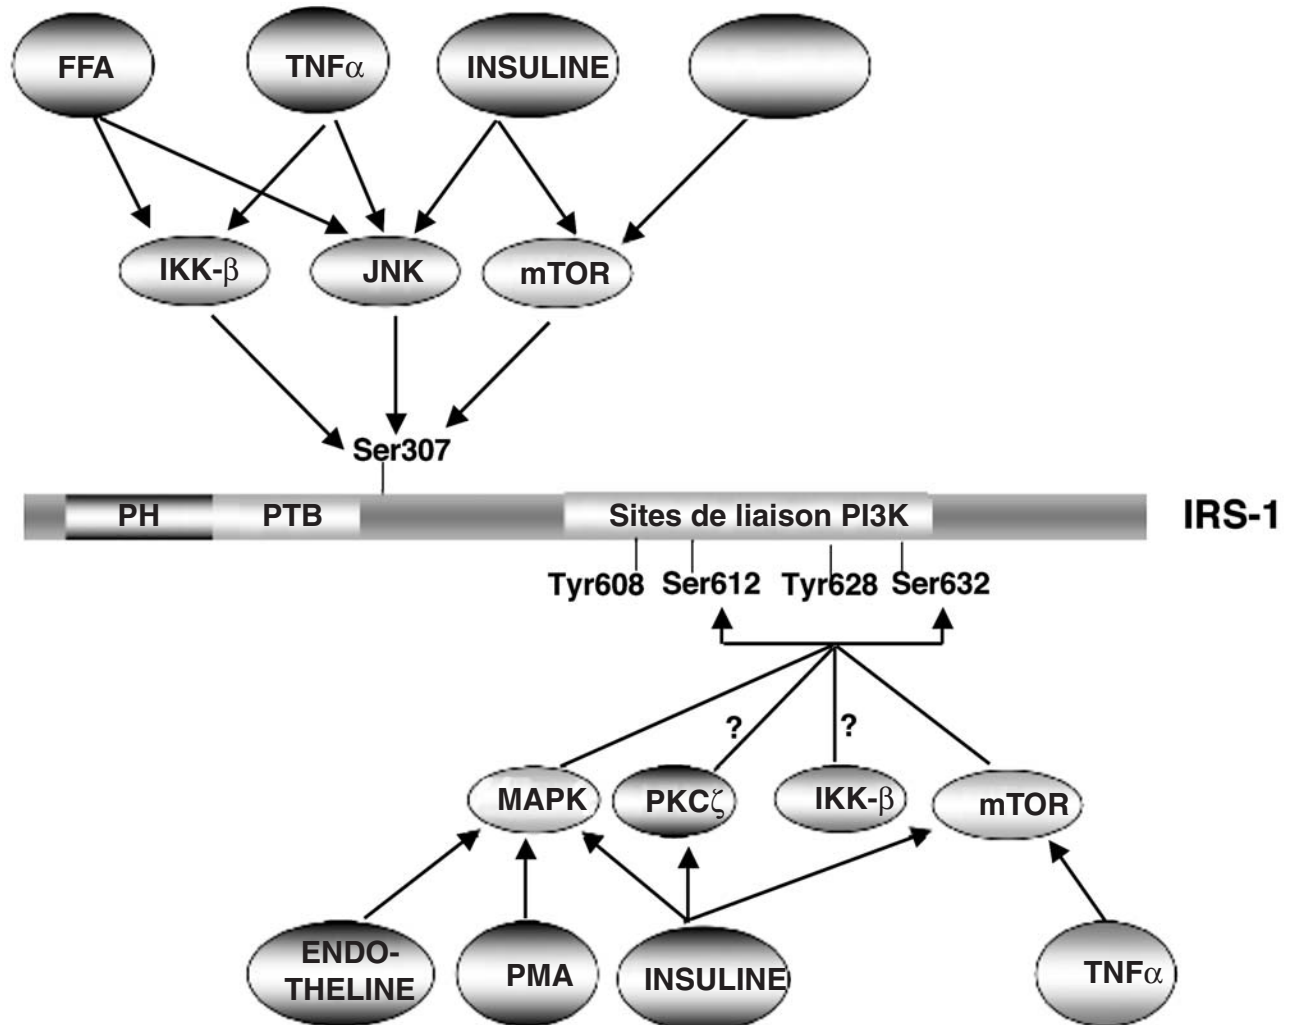 FFA
TNFα
INSULINE
IKK-β
JNK
mTOR
Ser307
PH
PTB
Sites de liaison PI3K
IRS-1
Tyr608
Ser612
Tyr628
Ser632
?
?
MAPK
PKCζ
IKK-β
mTOR
ENDO-
THELINE
PMA
INSULINE
TNFα